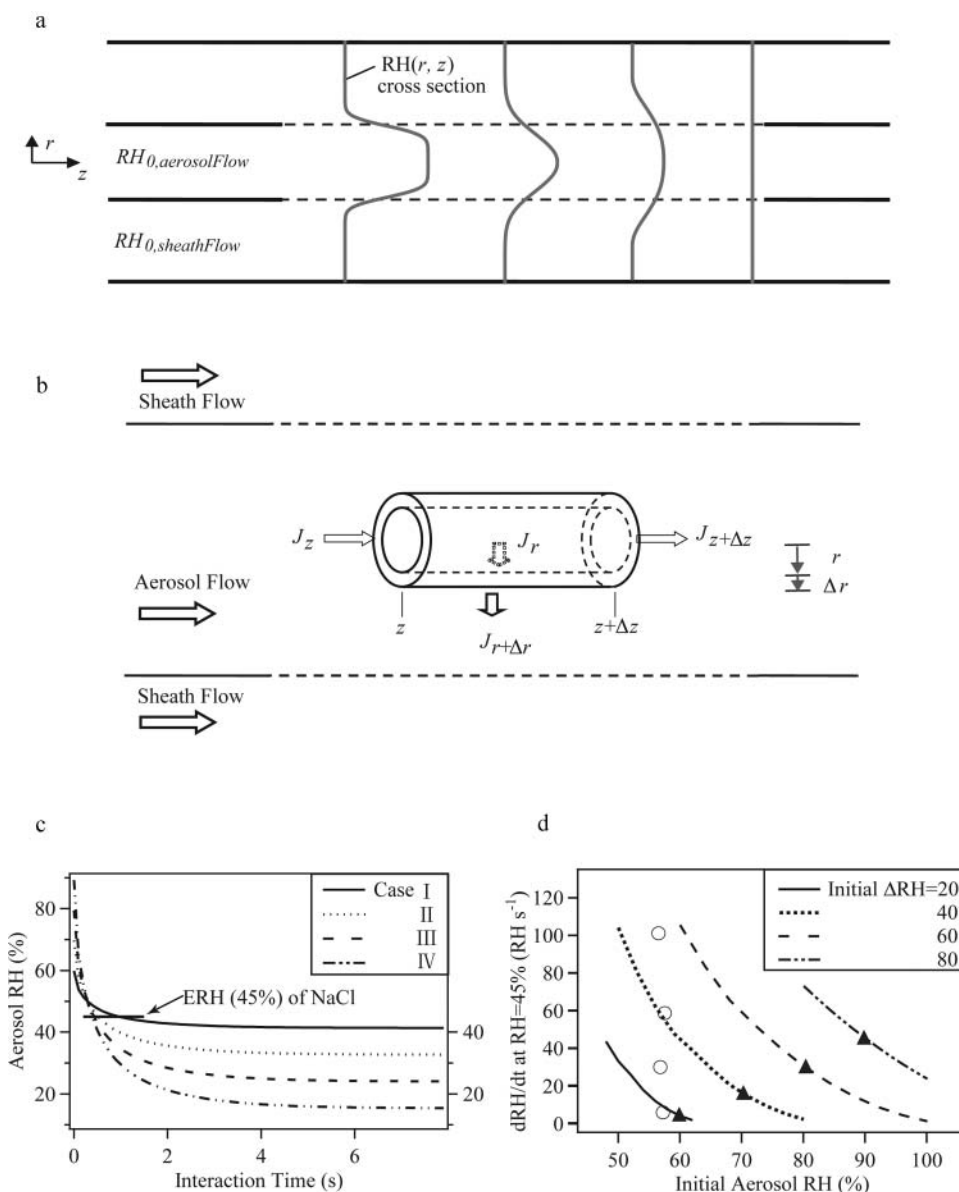 a
RH(r, z)
cross section
r
z
RH0,aerosolFlow
RH0,sheathFlow
b
Sheath Flow
Jz
Jr
Jz+Δz
r
Δr
Aerosol Flow
z
z+Δz
Jr+Δr
Sheath Flow
c
Aerosol RH (%)
80
60
40
20
40
20
0
2
4
6
Interaction Time (s)
Case I
II
III
IV
ERH (45%) of NaCl
d
dRH/dt at RH=45% (RH s-1)
120
100
80
60
40
20
0
50
60
70
80
90
100
Initial Aerosol RH (%)
Initial ΔRH=20
40
60
80